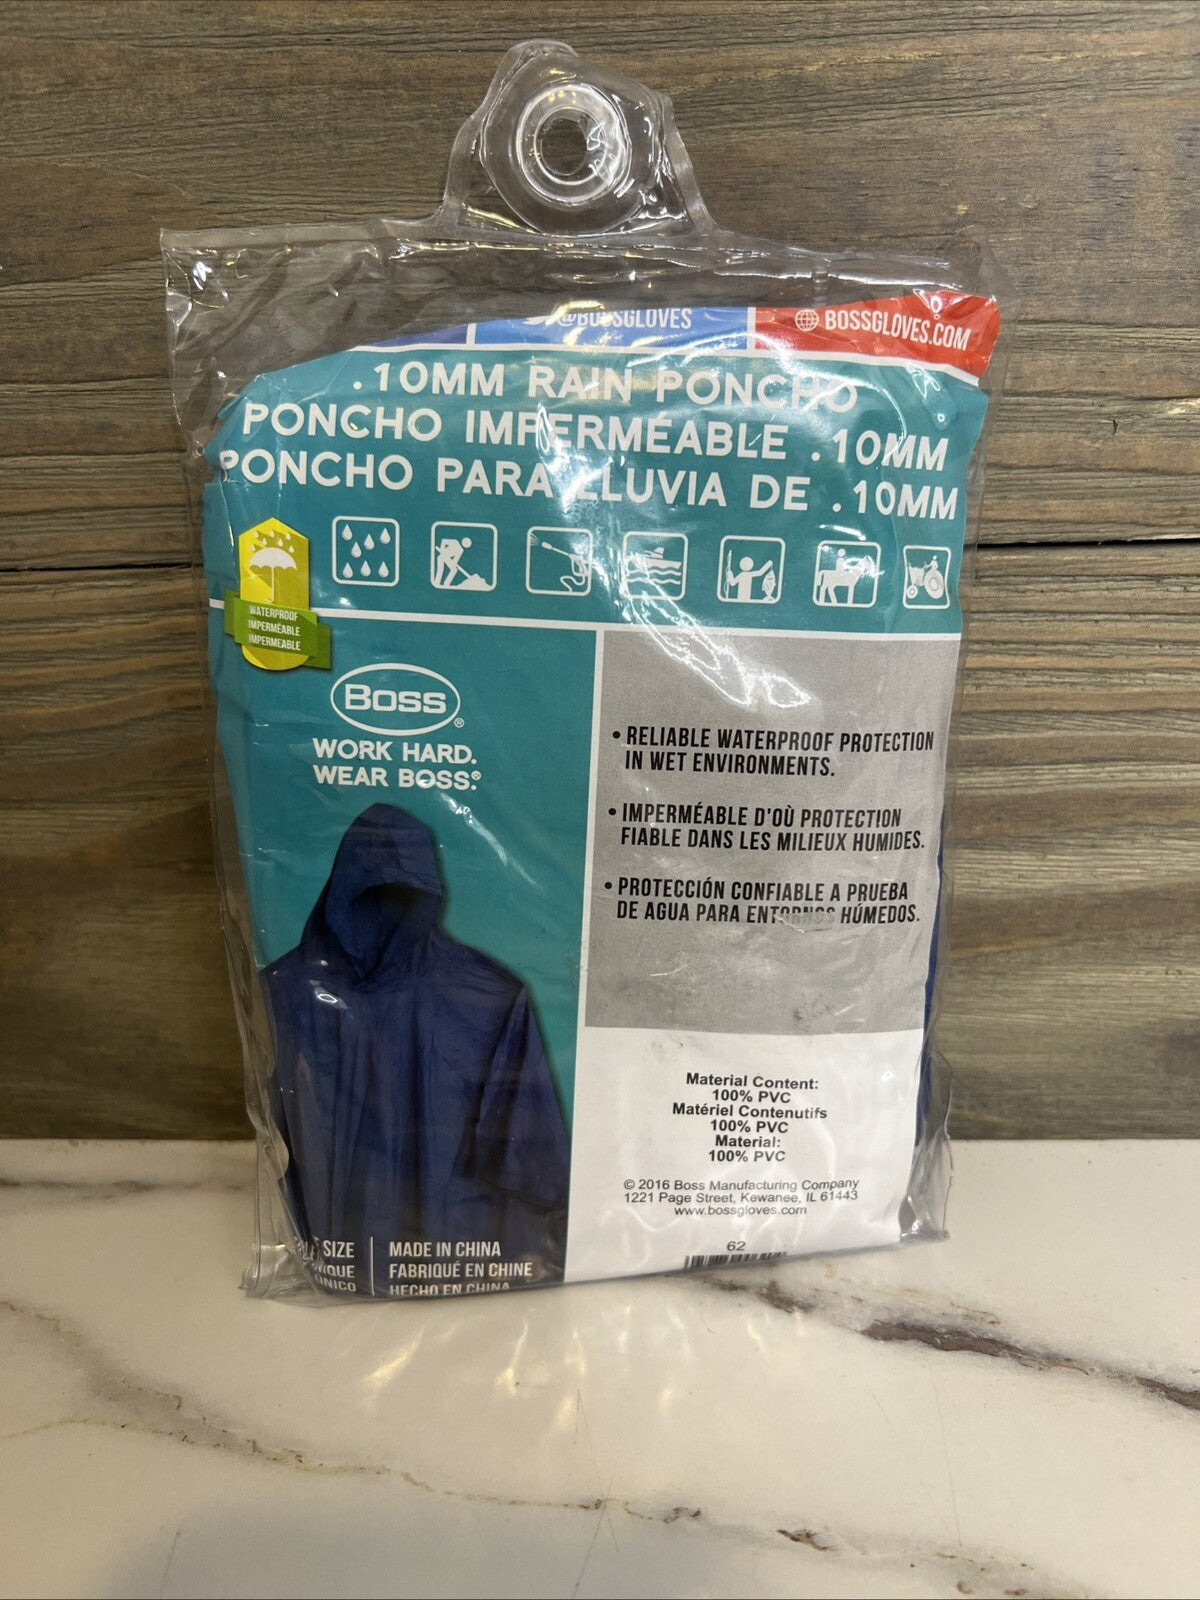 @BOSSGLOVES
BOSSGLOVES.COM
.10MM RAIN PONCHO
PONCHO IMPERMÉABLE .10MM
PONCHO PARA LLUVIA DE .10MM
WATERPROOF
IMPERMÉABLE
IMPERMEABLE
BOSS®
WORK HARD.
WEAR BOSS.®
• RELIABLE WATERPROOF PROTECTION
IN WET ENVIRONMENTS.
• IMPERMÉABLE D'OÙ PROTECTION
FIABLE DANS LES MILIEUX HUMIDES.
• PROTECCIÓN CONFIABLE A PRUEBA
DE AGUA PARA ENTORNOS HÚMEDOS.
Material Content:
100% PVC
Matériel Contenutifs
100% PVC
Material:
100% PVC
© 2016 Boss Manufacturing Company
1221 Page Street, Kewanee, IL 61443
www.bossgloves.com
62
SIZE
MADE IN CHINA
FABRIQUÉ EN CHINE
HECHO EN CHINA